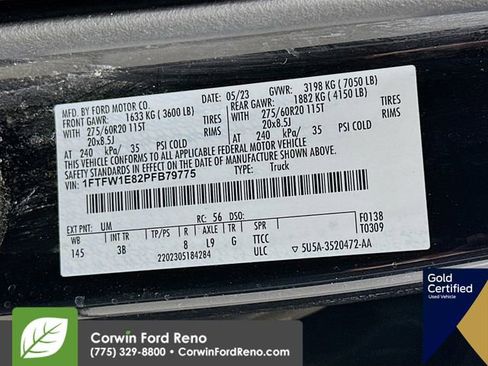 MFD. BY FORD MOTOR CO.
05/23 GVWR: 3198 KG ( 7050 LB)
FRONT GAWR: 1633 KG ( 3600 LB)
REAR GAWR: 1882 KG ( 4150 LB)
275/60R20 115T TIRES
275/60R20 115T TIRES
20x8.5J RIMS
20x8.5J RIMS
AT 240 kPa/ 35 PSI COLD
AT 240 kPa/ 35 PSI COLD
THIS VEHICLE CONFORMS TO ALL APPLICABLE FEDERAL MOTOR VEHICLE
SAFETY STANDARDS IN EFFECT ON THE DATE OF MANUFACTURE SHOWN ABOVE.
VIN: 1FTFW1E82PFB79775
TYPE: Truck
EXT PNT: UM RC: 56 DSO:
F0138
T0309
WB INT TR TP/PS R AXLE TR SPR
145 3B 8 L9 G TTCC
ULC
2202305184284
5U5A-3520472-AA
Gold
Certified
Used Vehicle
Corwin Ford Reno
(775) 329-8800 • CorwinFordReno.com